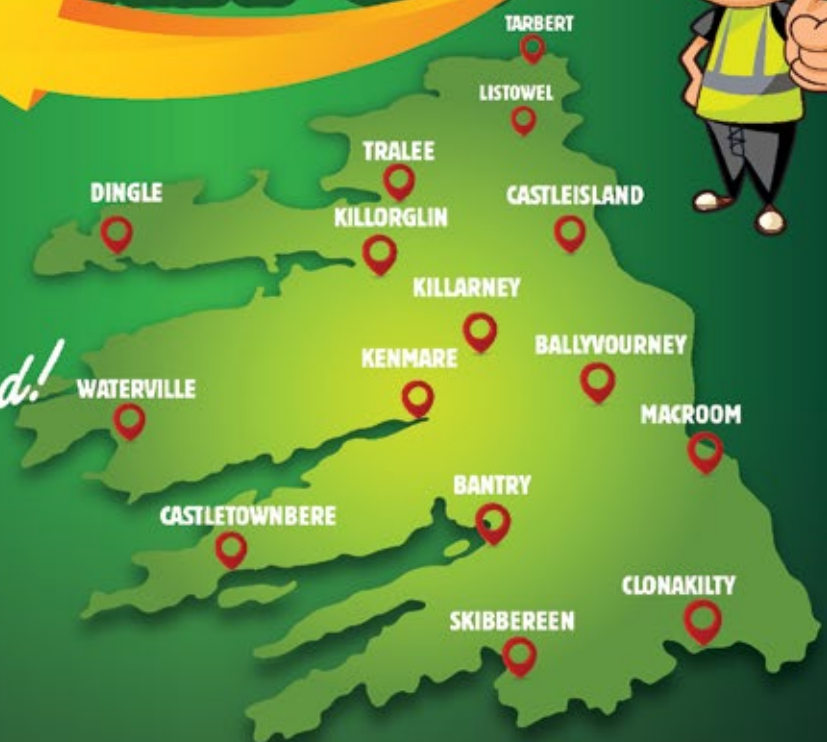 TARBERT
LISTOWEL
TRALEE
DINGLE
CASTLEISLAND
KILLORGLIN
KILLARNEY
BALLYVOURNEY
KENMARE
d!
WATERVILLE
MACROOM
BANTRY
CASTLETOWNBERE
CLONAKILTY
SKIBBEREEN